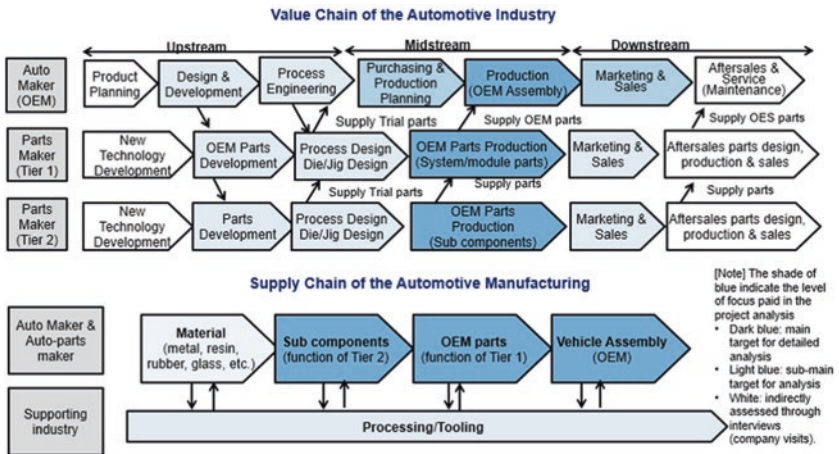 Value Chain of the Automotive Industry
Upstream
Midstream
Downstream
Auto
Maker
(OEM)
Product
Planning
Design &
Development
Process
Engineering
Purchasing &
Production
Planning
Production
(OEM Assembly)
Marketing
& Sales
Aftersales &
Service
(Maintenance)
Supply Trial parts
Supply OEM parts
Supply OES parts
Parts
Maker
(Tier 1)
New
Technology
Development
OEM Parts
Development
Process Design
Die/Jig Design
OEM Parts Production
(System/module parts)
Marketing
& Sales
Aftersales parts design,
production & sales
Supply Trial parts
Supply parts
Supply parts
Parts
Maker
(Tier 2)
New
Technology
Development
Parts
Development
Process Design
Die/Jig Design
OEM Parts
Production
(Sub components)
Marketing &
Sales
Aftersales parts design,
production & sales
Supply Chain of the Automotive Manufacturing
Auto Maker &
Auto-parts
maker
Material
(metal, resin,
rubber, glass, etc.)
Sub components
(function of Tier 2)
OEM parts
(function of Tier 1)
Vehicle Assembly
(OEM)
Supporting
industry
Processing/Tooling
[Note] The shade of
blue indicate the level
of focus paid in the
project analysis
• Dark blue: main
target for detailed
analysis
• Light blue: sub-main
target for analysis
• White: indirectly
assessed through
interviews
(company visits).